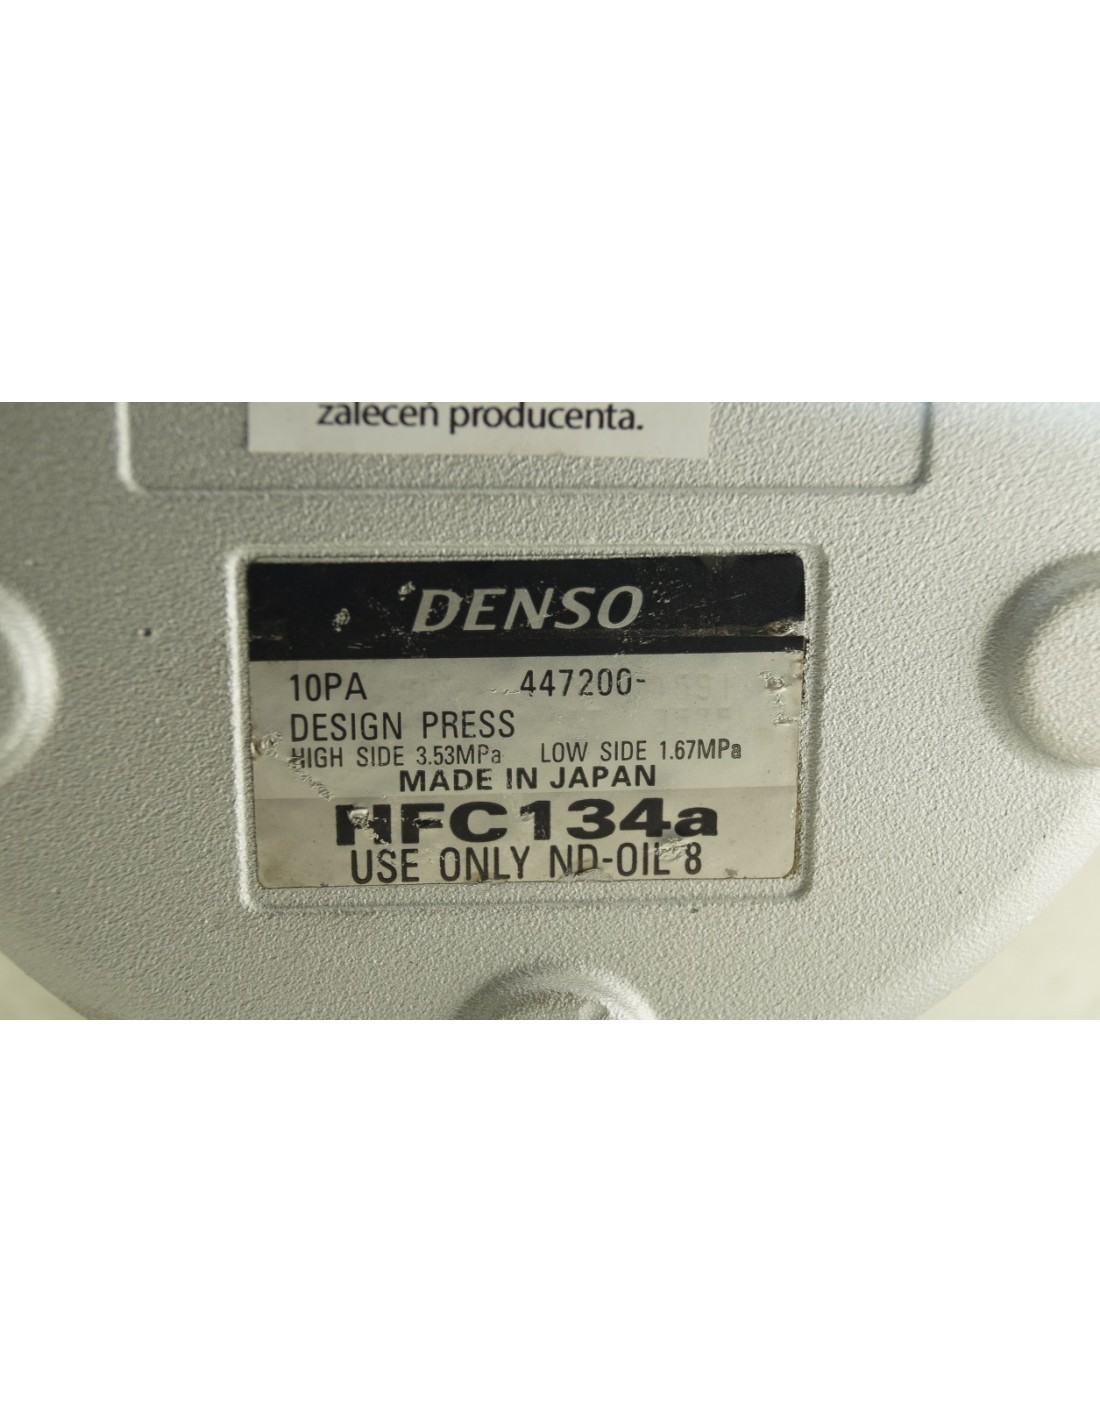 zaleceń producenta.
DENSO
10PA 447200-
DESIGN PRESS
HIGH SIDE 3.53MPa LOW SIDE 1.67MPa
MADE IN JAPAN
HFC134a
USE ONLY ND-OIL 8